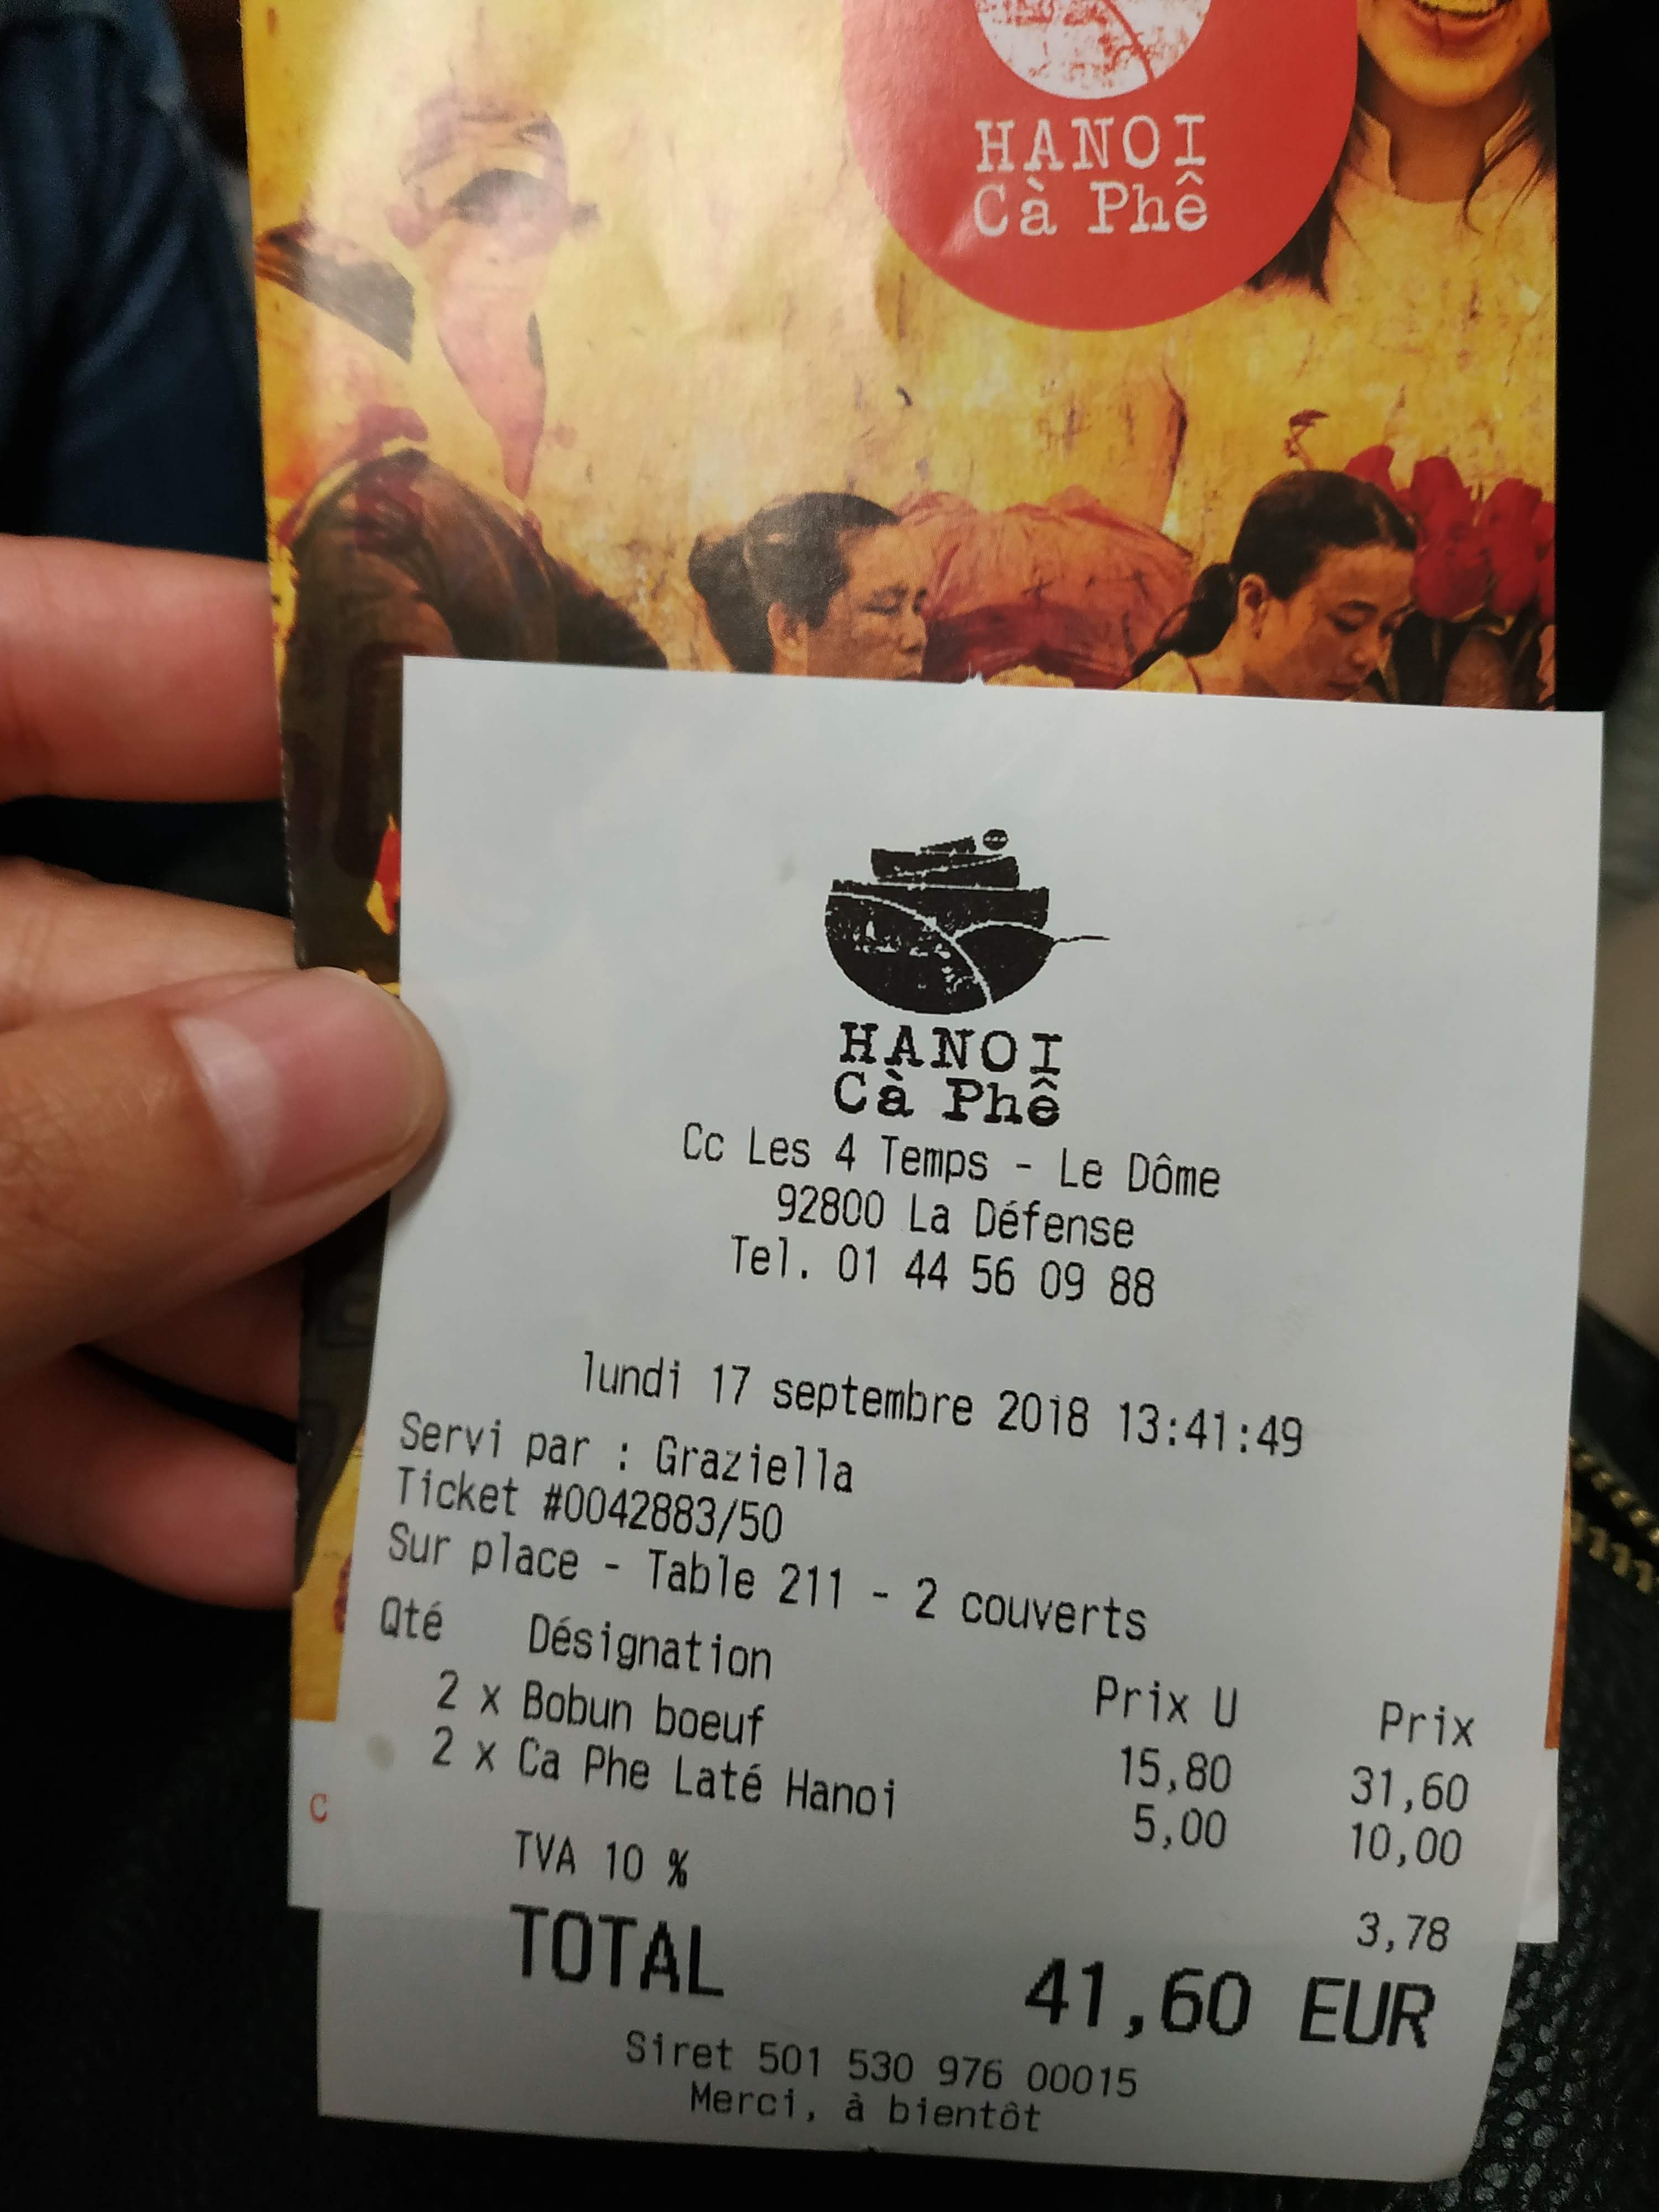 HANOI
Cà Phê
HANOI
Cà Phê
Cc Les 4 Temps - Le Dôme
92800 La Défense
Tel. 01 44 56 09 88
lundi 17 septembre 2018 13:41:49
Servi par : Graziella
Ticket #0042883/50
Sur place - Table 211 - 2 couverts
Qté Désignation Prix U Prix
2 x Bobun boeuf 15,80 31,60
2 x Ca Phe Laté Hanoi 5,00 10,00
C
TVA 10 % 3,78
TOTAL 41,60 EUR
Siret 501 530 976 00015
Merci, à bientôt